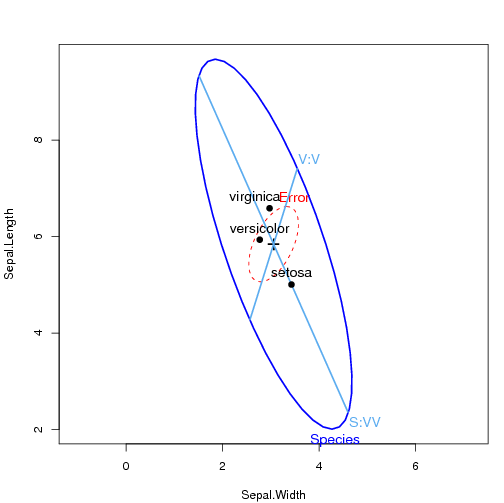 V:V
virginica
Error
versicolor
setosa
S:VV
Species
Sepal.Length
2
4
6
8
0
2
4
6
Sepal.Width